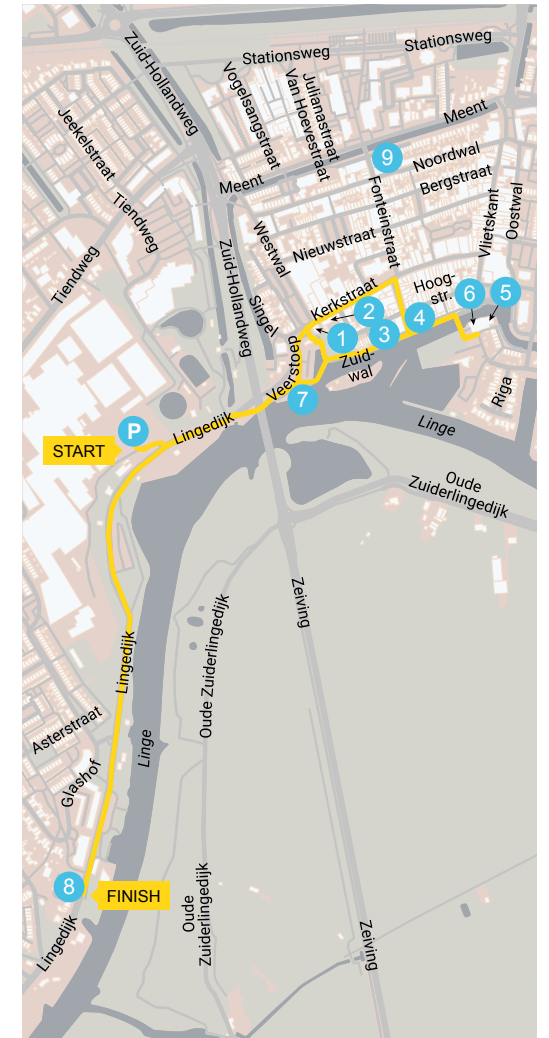 Stationsweg
Stationsweg
Zuid-Hollandweg
Vogelsangstraat
Julianastraat
Van Hoevestraat
Jeekelstraat
Meent
9
Noordwal
Meent
Bergstraat
Fonteinstraat
Vlietskant
Oostwal
Tiendweg
Westwal
Nieuwstraat
Tiendweg
Zuid-Hollandweg
Singel
Kerkstraat
Hoog-
str.
6
5
2
1
3
4
Veerstoep
Zuid-
wal
7
Riga
P
START
Lingedijk
Linge
Oude
Zuiderlingedijk
Zeiving
Oude Zuiderlingedijk
Lingedijk
Linge
Asterstraat
Glashof
8
FINISH
Oude
Zuiderlingedijk
Lingedijk
Zeiving